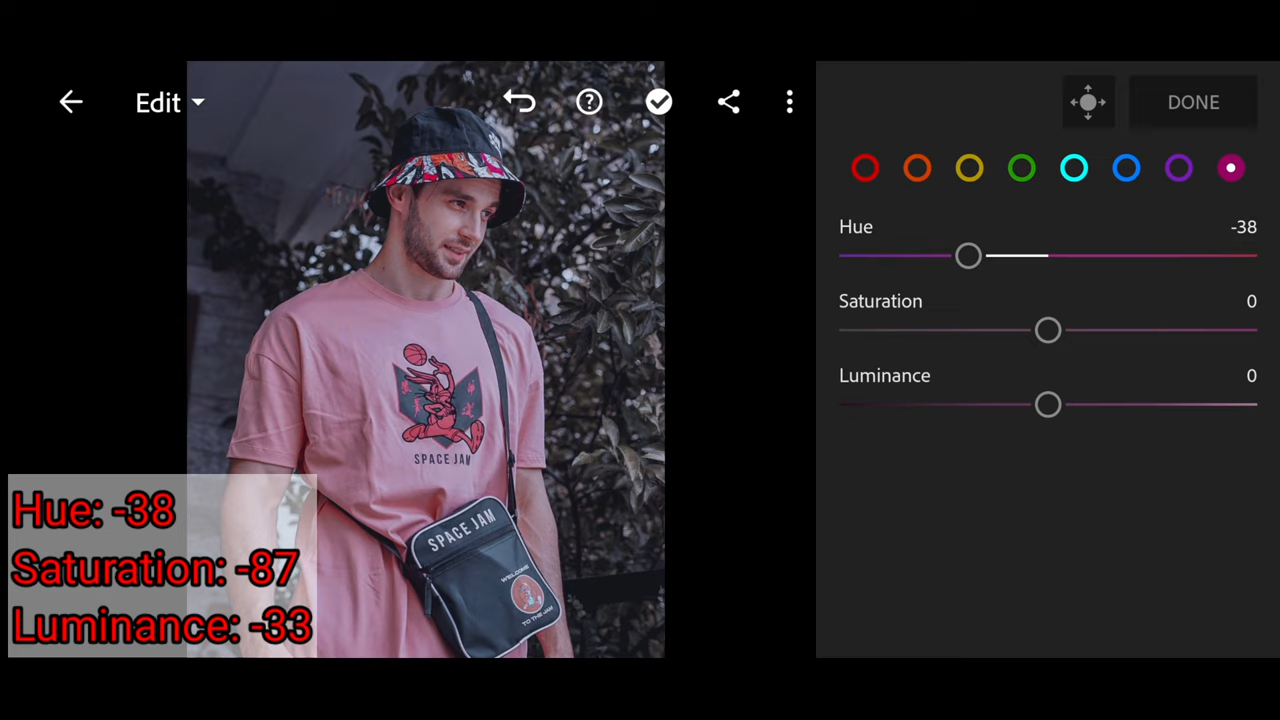 Edit
DONE
Hue -38
Saturation 0
Luminance 0
SPACE JAM
SPACE JAM
WELCOME
TO THE JAM
Hue: -38
Saturation: -87
Luminance: -33